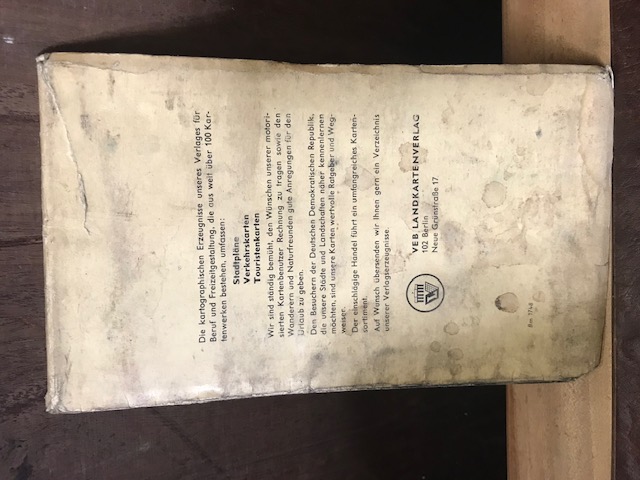 Die kartographischen Erzeugnisse unseres Verlages für
Beruf und Freizeitgestaltung, die aus weit über 100 Kar-
tenwerken bestehen, umfassen:
Stadtpläne
Verkehrskarten
Touristenkarten
Wir sind ständig bemüht, den Wünschen unserer motori-
sierten Kartenbenutzer Rechnung zu tragen sowie den
Wanderern und Naturfreunden gute Anregungen für den
Urlaub zu geben.
Den Besuchern der Deutschen Demokratischen Republik,
die unsere Städte und Landschaften näher kennenlernen
möchten, sind unsere Karten wertvolle Ratgeber und Weg-
weiser.
Der einschlägige Handel führt ein umfangreiches Karten-
sortiment.
Auf Wunsch übersenden wir Ihnen gern ein Verzeichnis
unserer Verlagserzeugnisse.
VEB LANDKARTENVERLAG
102 Berlin
Neue Grünstraße 17